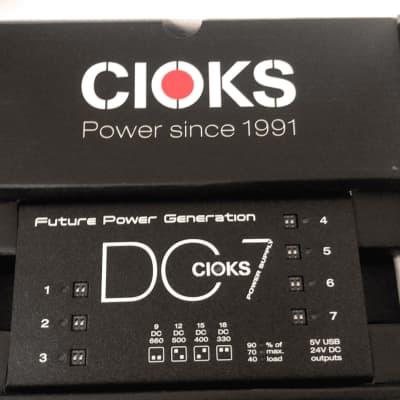 CIOKS
Power since 1991
Future Power Generation
DC7
CIOKS
POWER SUPPLY
1
2
3
4
5
6
7
9 12 15 18
DC DC DC DC
660 500 400 330
90 % of
70 max.
40 load
5V USB
24V DC
outputs